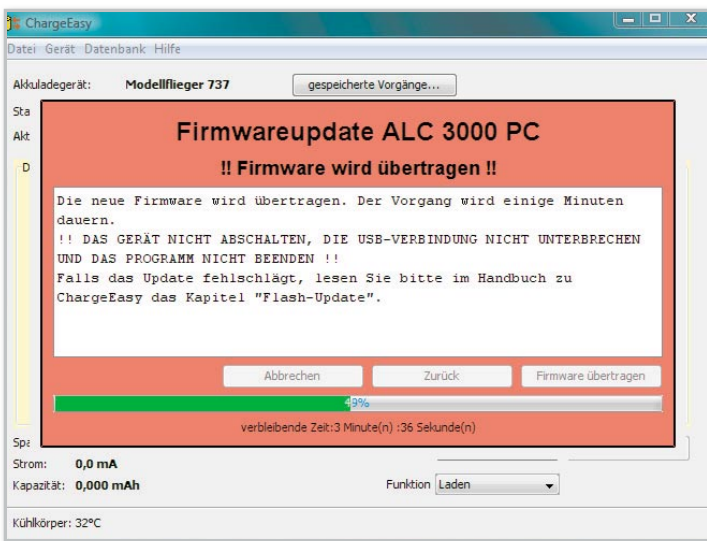 ChargeEasy
Datei Gerät Datenbank Hilfe
Akkuladegerät: Modellflieger 737 gespeicherte Vorgänge...
Sta
Akt
D
Firmwareupdate ALC 3000 PC
!! Firmware wird übertragen !!
Die neue Firmware wird übertragen. Der Vorgang wird einige Minuten
dauern.
!! DAS GERÄT NICHT ABSCHALTEN, DIE USB-VERBINDUNG NICHT UNTERBRECHEN
UND DAS PROGRAMM NICHT BEENDEN !!
Falls das Update fehlschlägt, lesen Sie bitte im Handbuch zu
ChargeEasy das Kapitel "Flash-Update".
Abbrechen Zurück Firmware übertragen
49%
verbleibende Zeit:3 Minute(n) :36 Sekunde(n)
Spa
Strom: 0,0 mA
Kapazität: 0,000 mAh Funktion Laden
Kühlkörper: 32°C